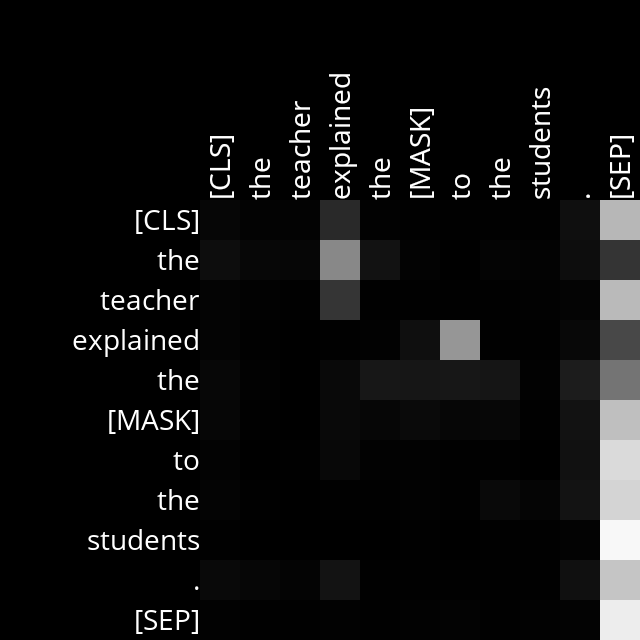 [CLS] the teacher explained the [MASK] to the students . [SEP]
[CLS]
the
teacher
explained
the
[MASK]
to
the
students
.
[SEP]